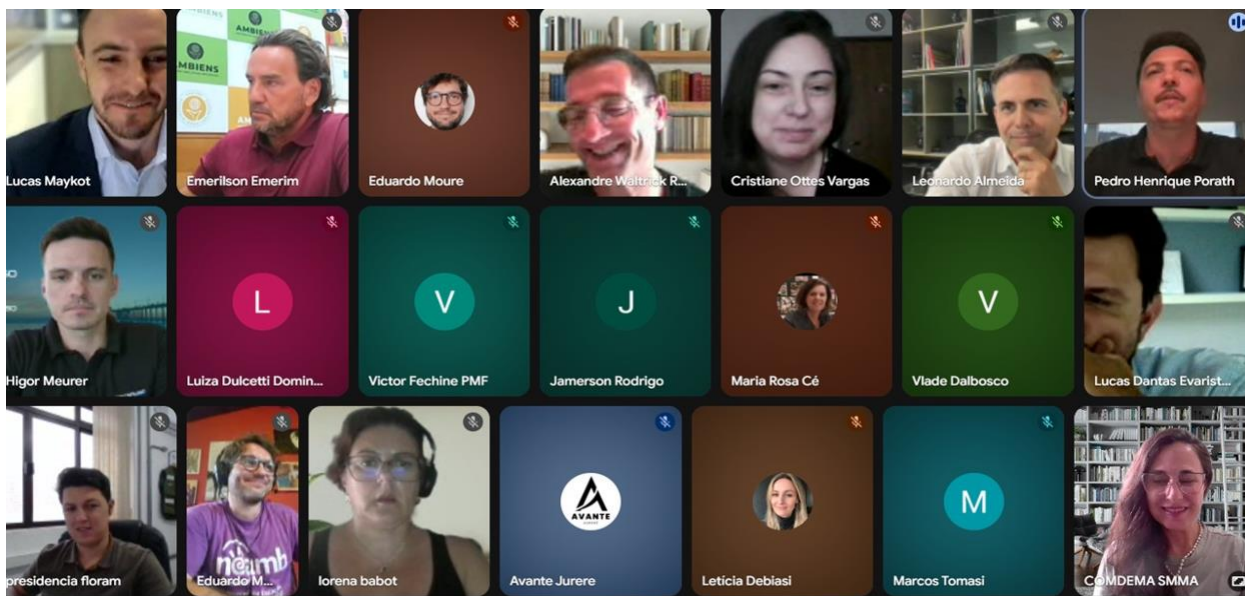 AMBIENS
AMBIENS
Lucas Maykot
Emerilson Emerim
Eduardo Moure
Alexandre Waltrick R...
Cristiane Ottes Vargas
Leonardo Almeida
Pedro Henrique Porath
Higor Meurer
L
Luiza Dulcetti Domin...
V
Victor Fechine PMF
J
Jamerson Rodrigo
Maria Rosa Cé
V
Vlade Dalbosco
Lucas Dantas Evarist...
presidencia floram
Eduardo M...
lorena babot
AVANTE
Avante Jurere
Letícia Debiasi
M
Marcos Tomasi
COMDEMA SMMA